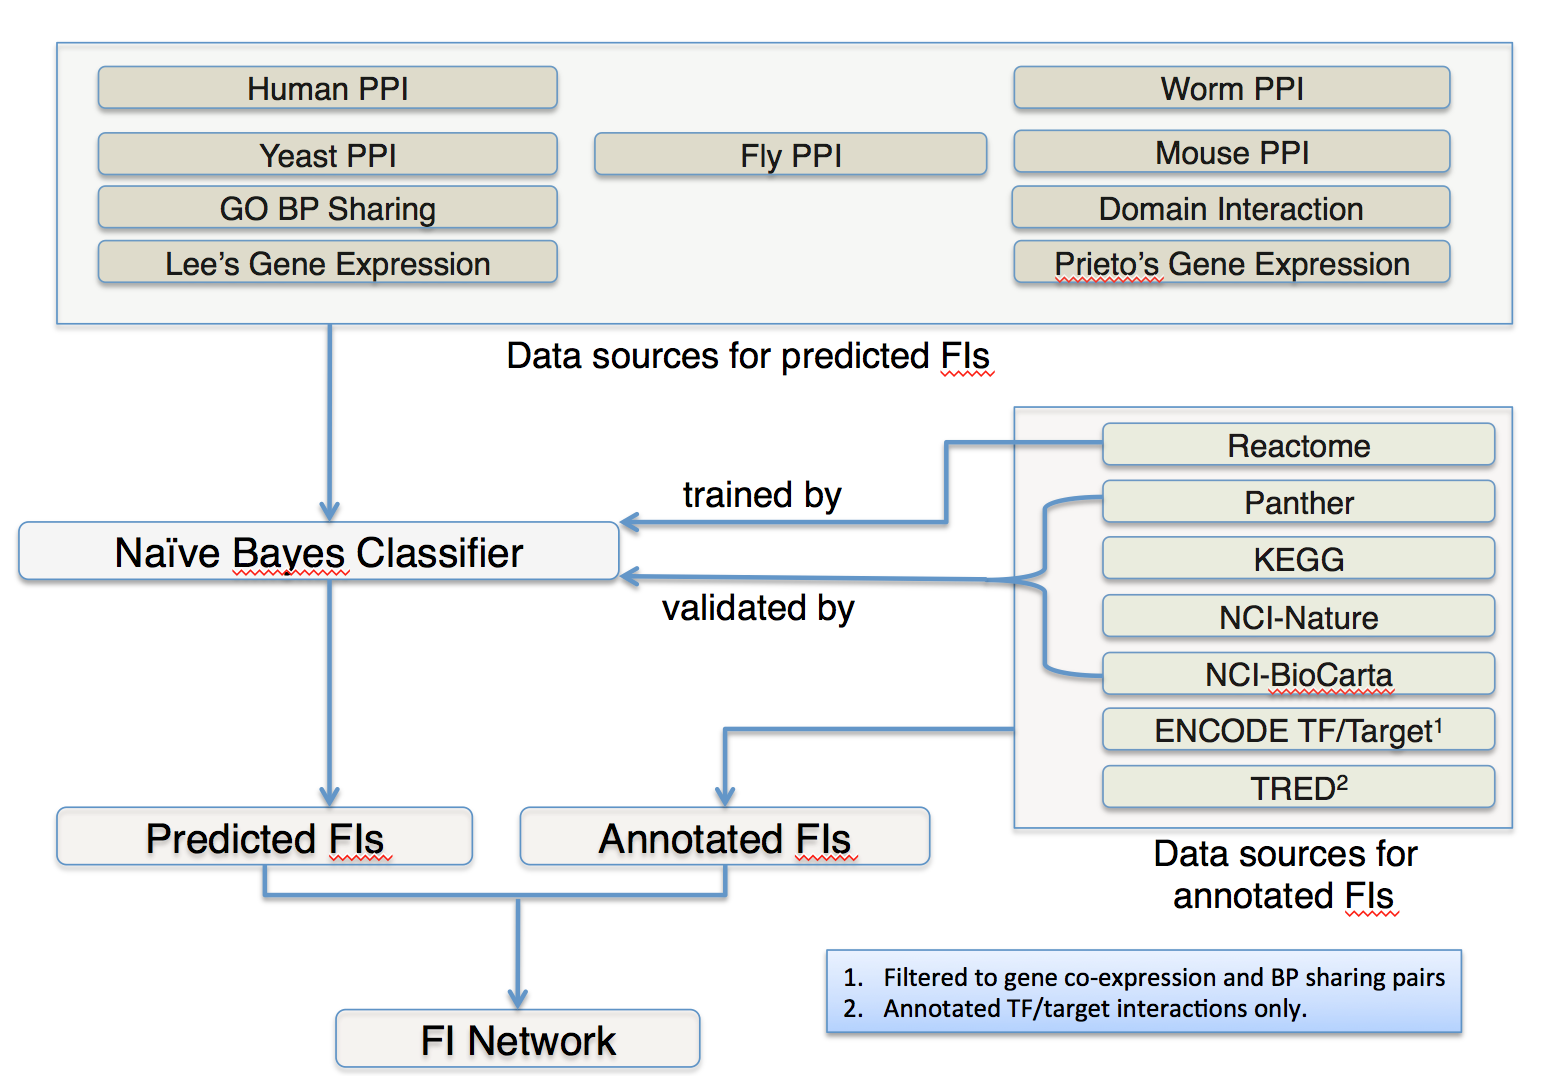 Human PPI
Worm PPI
Yeast PPI
Fly PPI
Mouse PPI
GO BP Sharing
Domain Interaction
Lee’s Gene Expression
Prieto’s Gene Expression
Data sources for predicted FIs
Reactome
trained by
Panther
Naïve Bayes Classifier
KEGG
validated by
NCI-Nature
NCI-BioCarta
ENCODE TF/Target¹
TRED²
Predicted FIs
Annotated FIs
Data sources for
annotated FIs
1. Filtered to gene co-expression and BP sharing pairs
2. Annotated TF/target interactions only.
FI Network